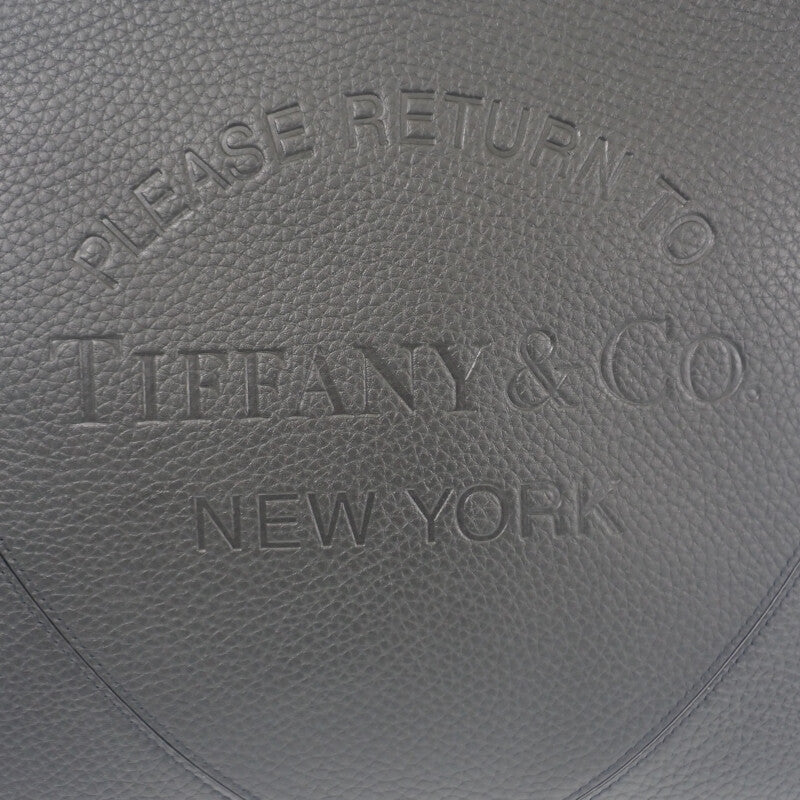 PLEASE RETURN TO
TIFFANY & CO.
NEW YORK